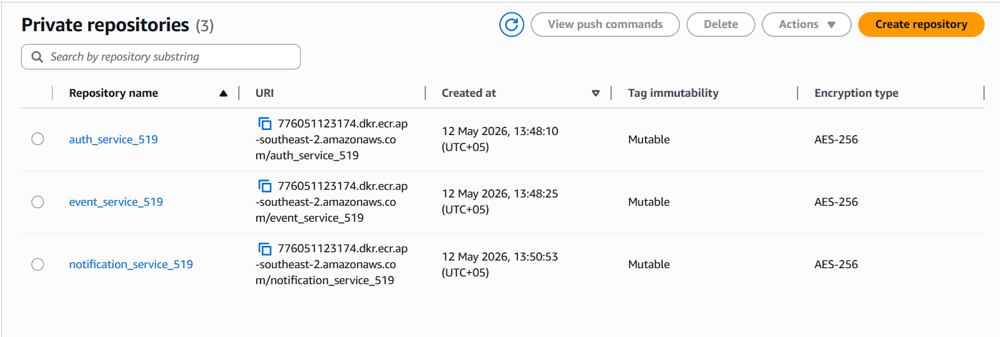 Private repositories (3)
View push commands
Delete
Actions
Create repository
Search by repository substring
Repository name
URI
Created at
Tag immutability
Encryption type
auth_service_519
776051123174.dkr.ecr.ap
-southeast-2.amazonaws.co
m/auth_service_519
12 May 2026, 13:48:10
(UTC+05)
Mutable
AES-256
event_service_519
776051123174.dkr.ecr.ap
-southeast-2.amazonaws.co
m/event_service_519
12 May 2026, 13:48:25
(UTC+05)
Mutable
AES-256
notification_service_519
776051123174.dkr.ecr.ap
-southeast-2.amazonaws.co
m/notification_service_519
12 May 2026, 13:50:53
(UTC+05)
Mutable
AES-256